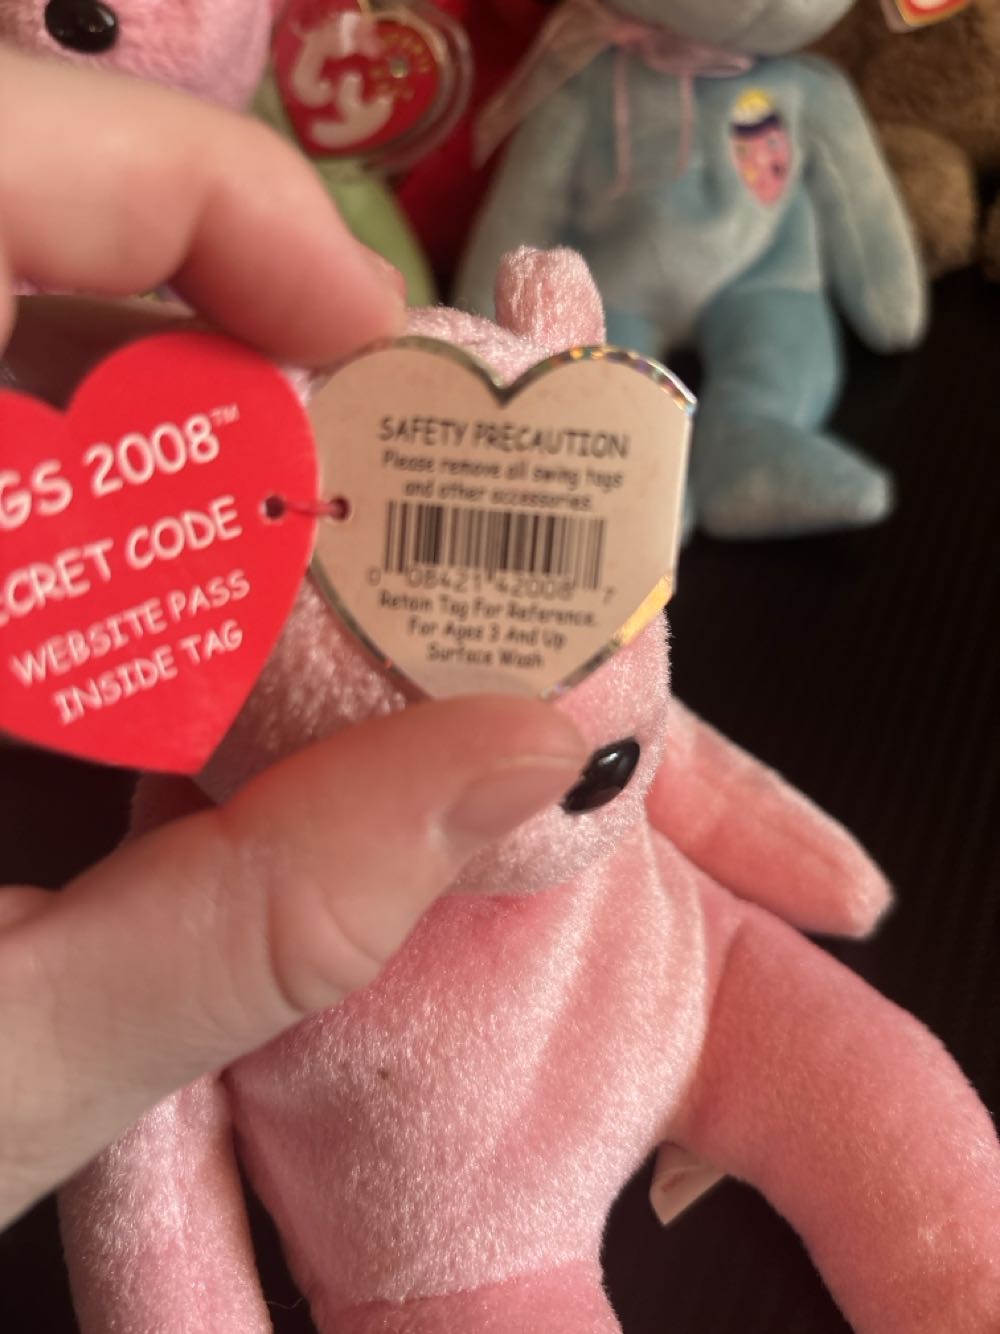 ty
GS 2008™
CRET CODE
WEBSITE PASS
INSIDE TAG
SAFETY PRECAUTION
Please remove all swing tags
and other accessories.
0 08421 42008 7
Retain Tag For Reference.
For Ages 3 And Up
Surface Wash